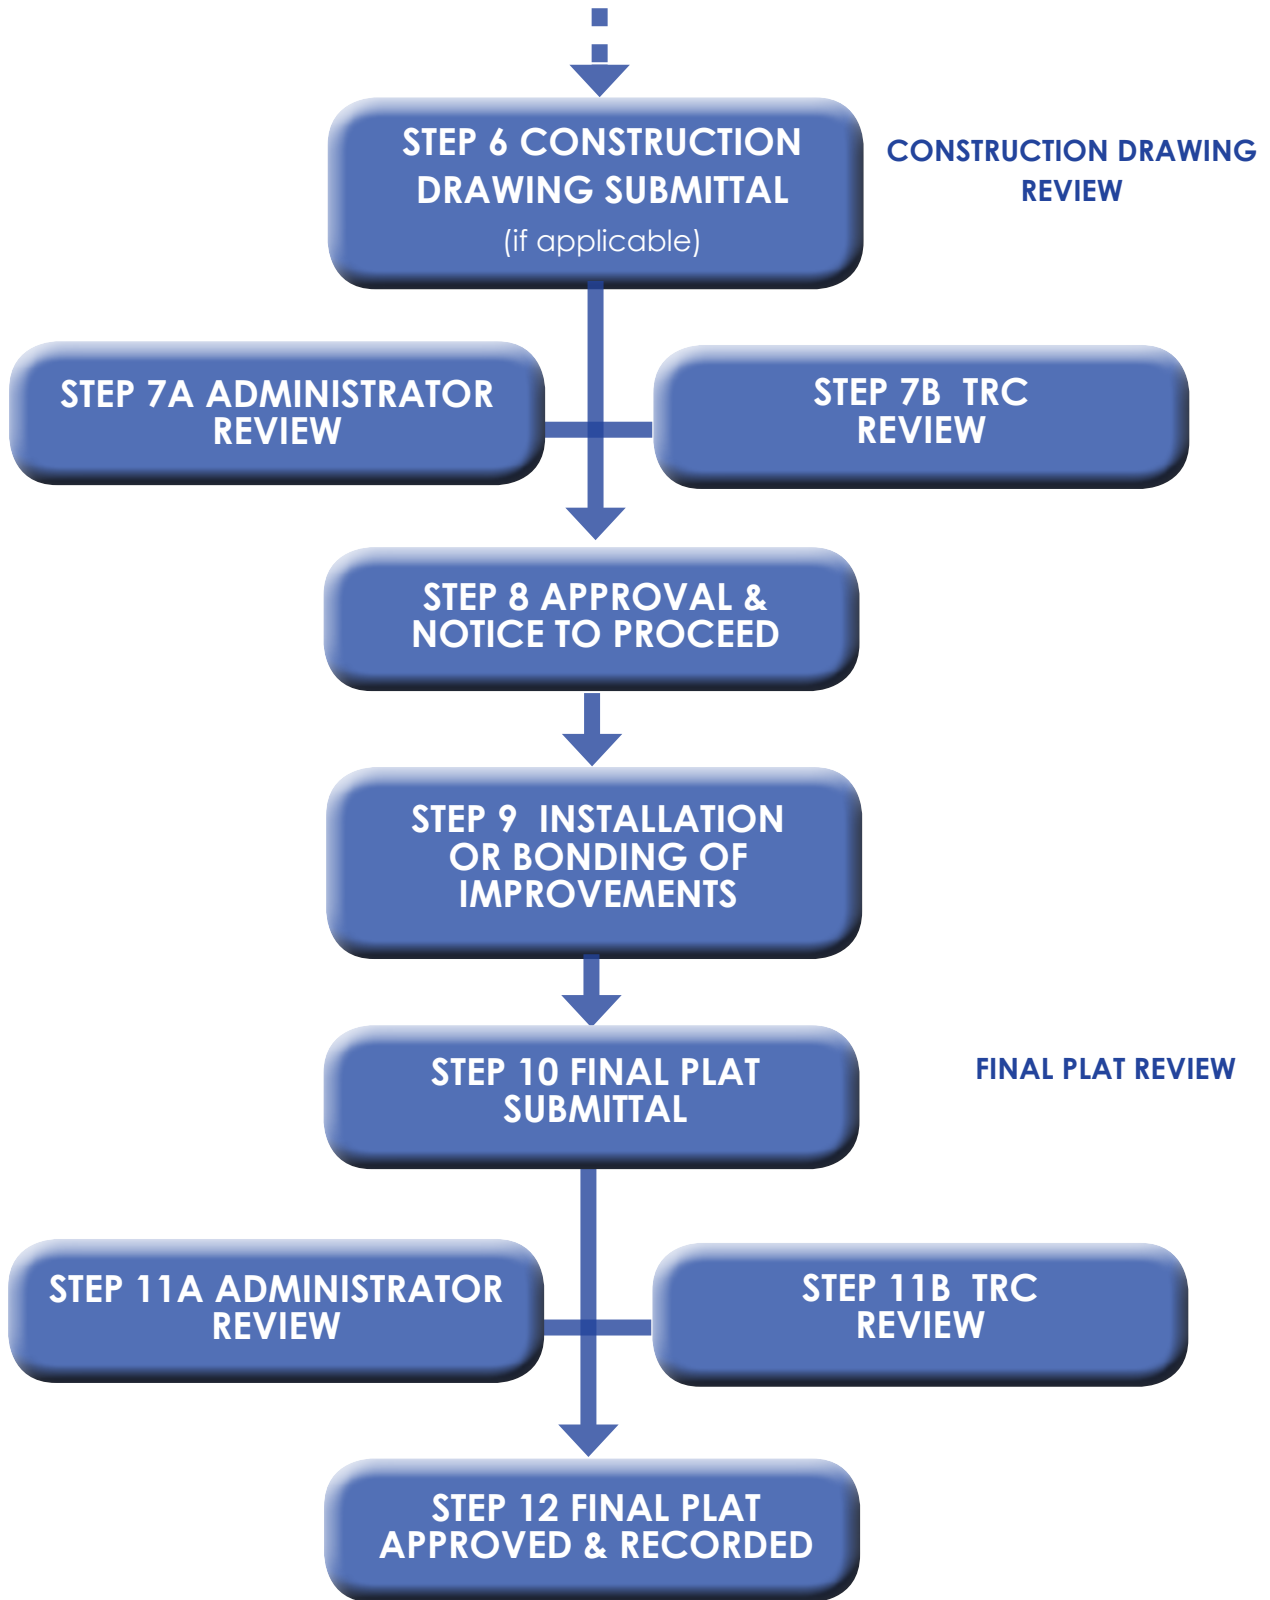 STEP 6 CONSTRUCTION
DRAWING SUBMITTAL
(if applicable)
CONSTRUCTION DRAWING
REVIEW
STEP 7A ADMINISTRATOR
REVIEW
STEP 7B TRC
REVIEW
STEP 8 APPROVAL &
NOTICE TO PROCEED
STEP 9 INSTALLATION
OR BONDING OF
IMPROVEMENTS
STEP 10 FINAL PLAT
SUBMITTAL
FINAL PLAT REVIEW
STEP 11A ADMINISTRATOR
REVIEW
STEP 11B TRC
REVIEW
STEP 12 FINAL PLAT
APPROVED & RECORDED